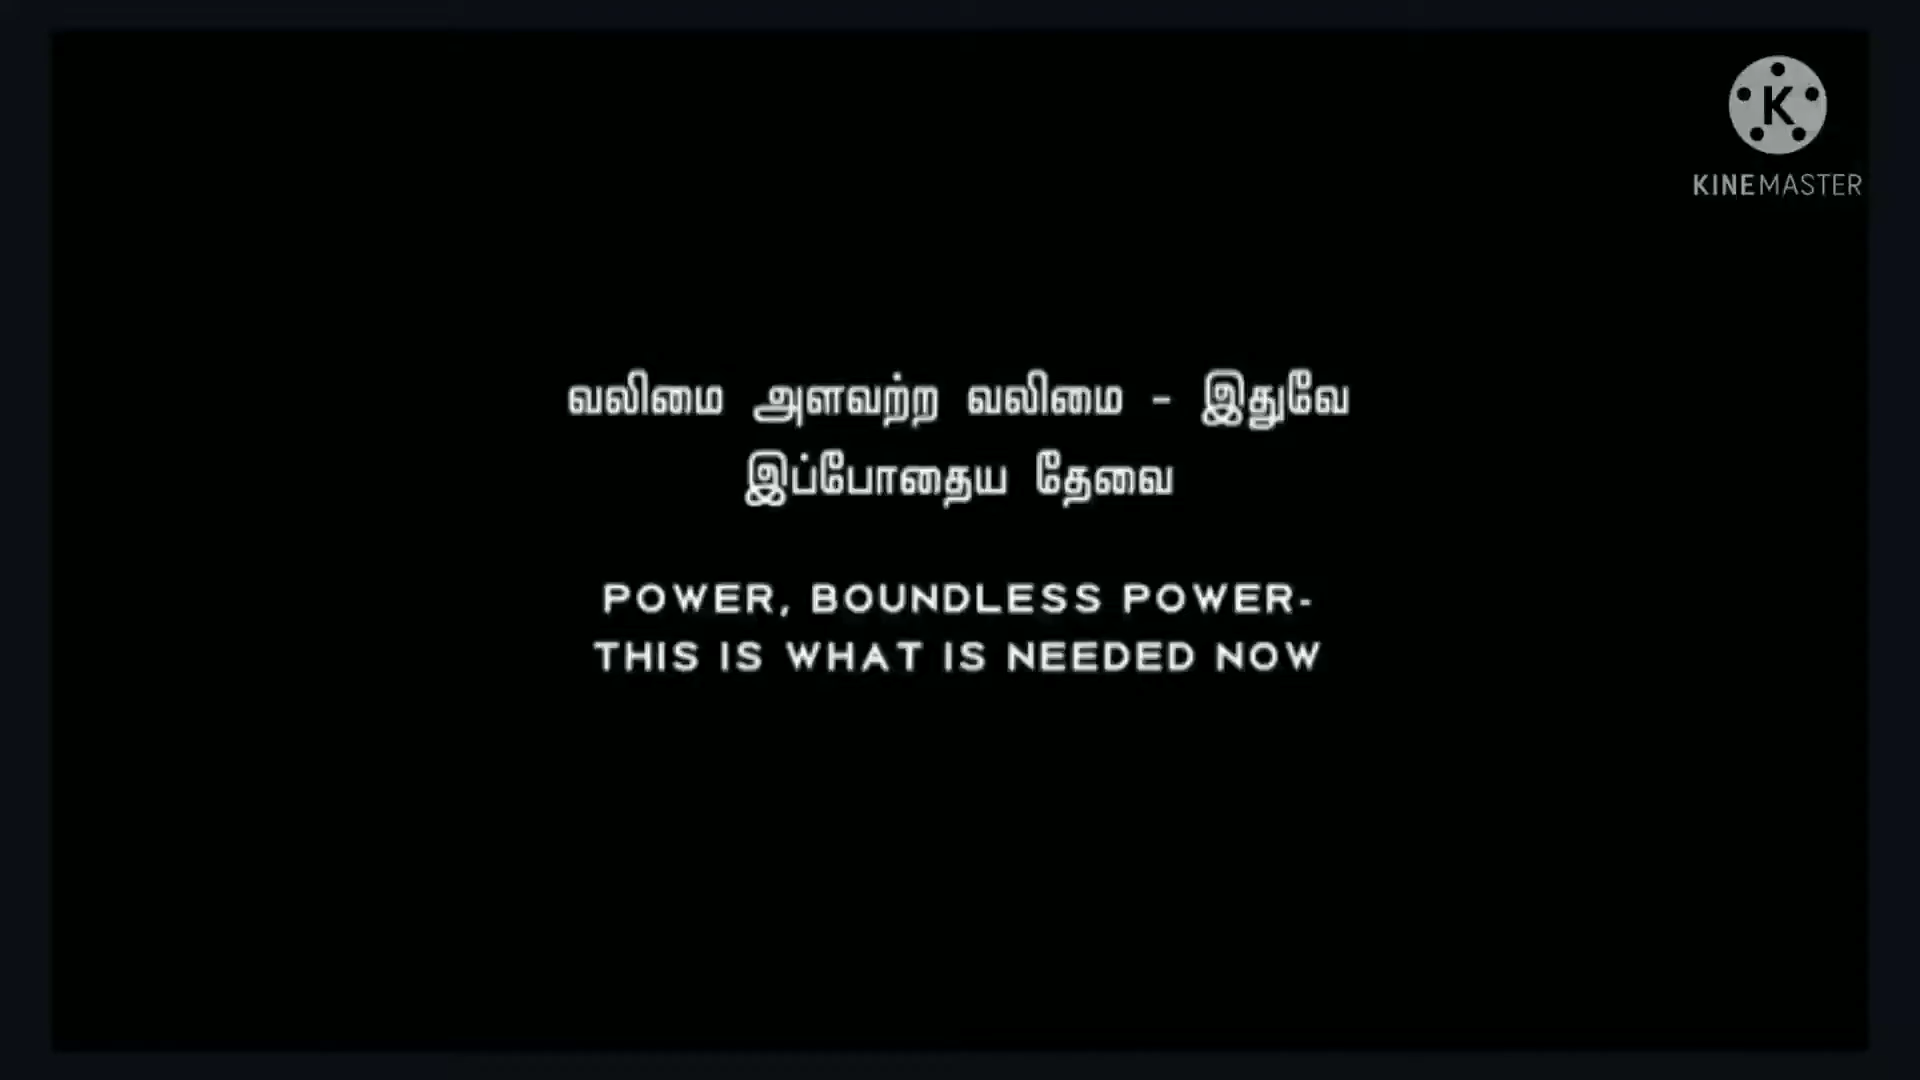 K
KINEMASTER
வலிமை அளவற்ற வலிமை - இதுவே
இப்போதைய தேவை
POWER, BOUNDLESS POWER-
THIS IS WHAT IS NEEDED NOW